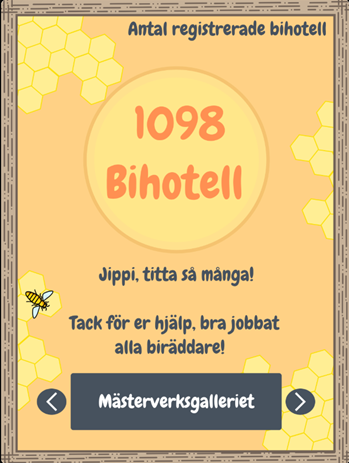 Antal registrerade bihotell
1098
Bihotell
Jippi, titta så många!
Tack för er hjälp, bra jobbat
alla biräddare!
Mästerverksgalleriet